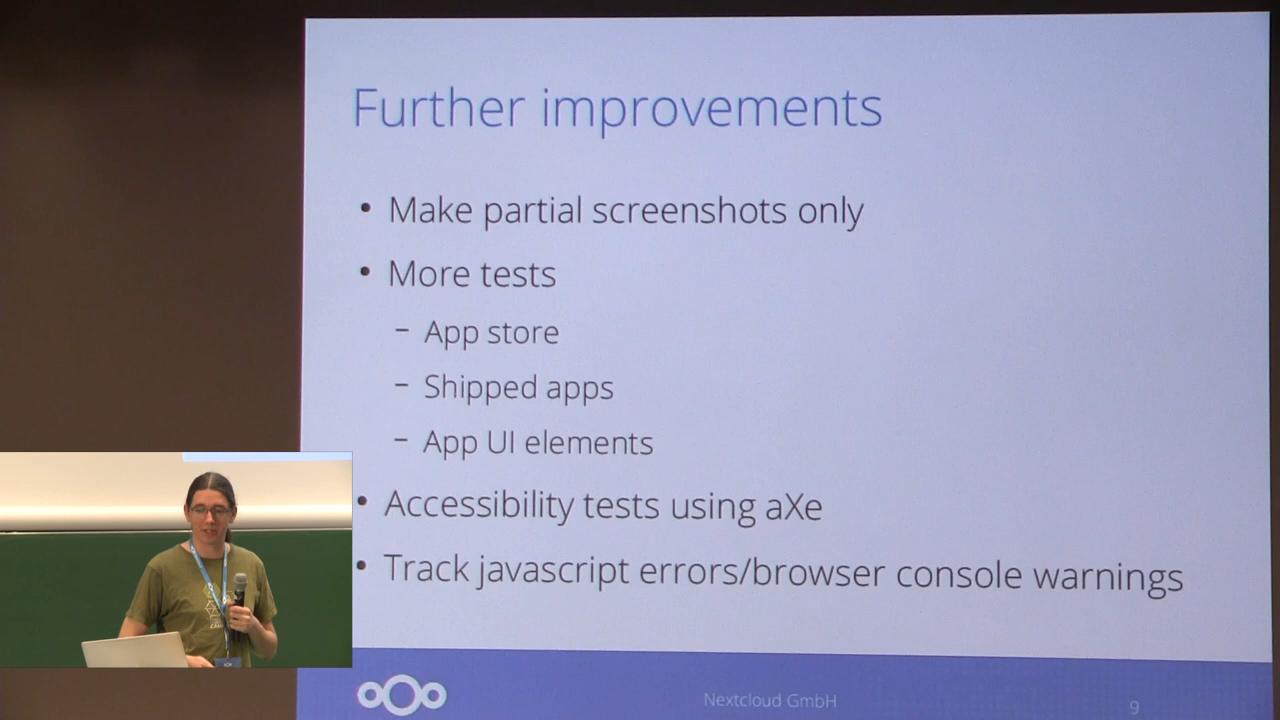 Further improvements
• Make partial screenshots only
• More tests
– App store
– Shipped apps
– App UI elements
• Accessibility tests using aXe
• Track javascript errors/browser console warnings
Nextcloud GmbH
9